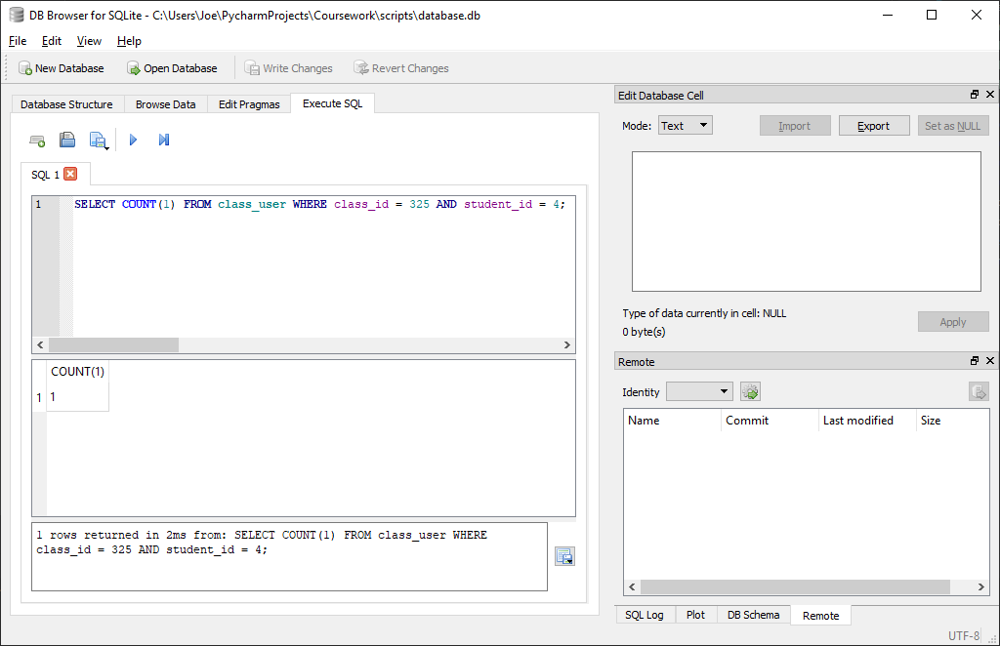 DB Browser for SQLite - C:\Users\Joe\PycharmProjects\Coursework\scripts\database.db
File Edit View Help
New Database Open Database Write Changes Revert Changes
Database Structure Browse Data Edit Pragmas Execute SQL
SQL 1
1 SELECT COUNT(1) FROM class_user WHERE class_id = 325 AND student_id = 4;
COUNT(1)
1 1
1 rows returned in 2ms from: SELECT COUNT(1) FROM class_user WHERE
class_id = 325 AND student_id = 4;
Edit Database Cell
Mode: Text Import Export Set as NULL
Type of data currently in cell: NULL
0 byte(s)
Apply
Remote
Identity
Name Commit Last modified Size
SQL Log Plot DB Schema Remote
UTF-8